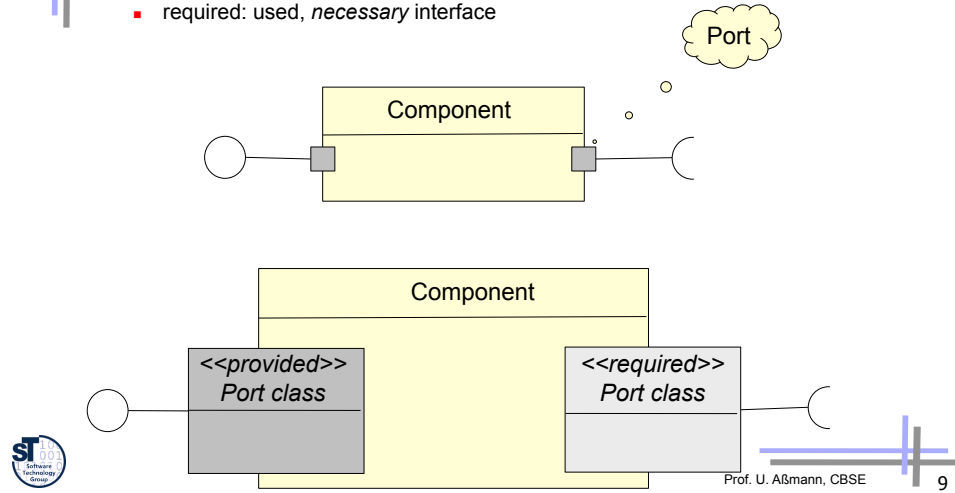 required: used, necessary interface
Port
Component
Component
<<provided>>
Port class
<<required>>
Port class
ST
Software
Technology
Group
Prof. U. Aßmann, CBSE
9